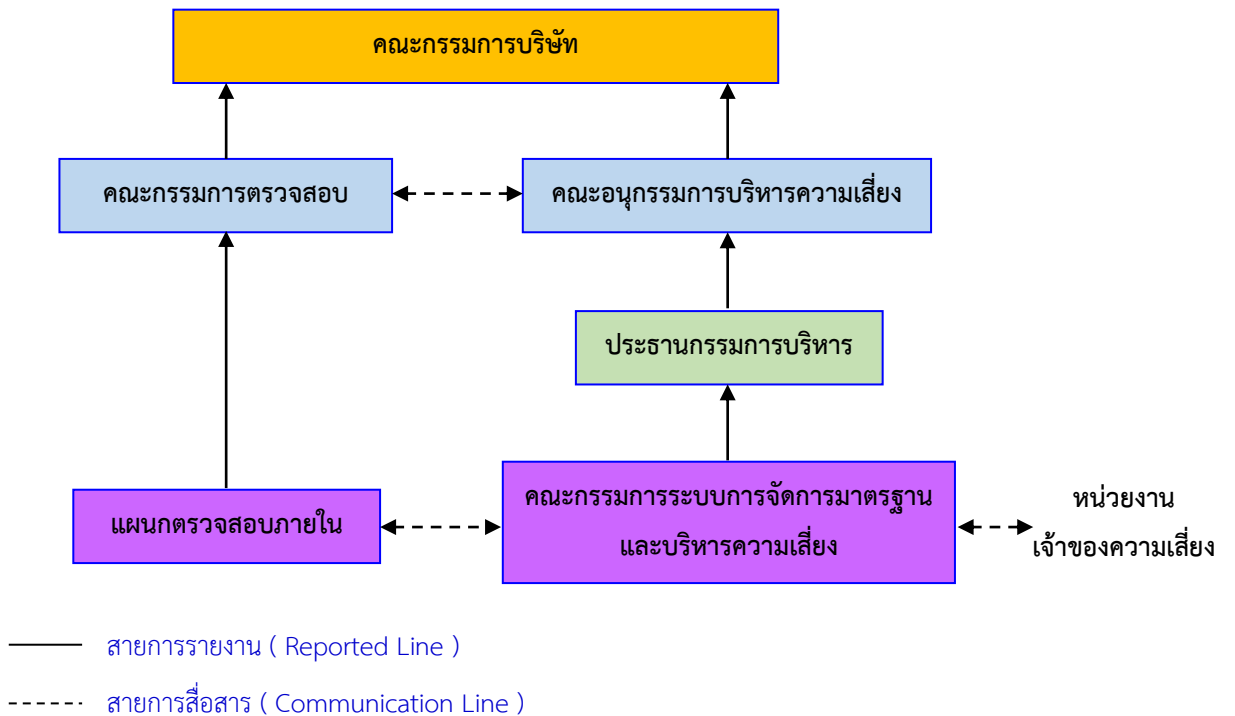 คณะกรรมการบริษัท
คณะกรรมการตรวจสอบ
คณะอนุกรรมการบริหารความเสี่ยง
ประธานกรรมการบริหาร
แผนกตรวจสอบภายใน
คณะกรรมการระบบการจัดการมาตรฐาน
และบริหารความเสี่ยง
หน่วยงาน
เจ้าของความเสี่ยง
สายการรายงาน ( Reported Line )
สายการสื่อสาร ( Communication Line )